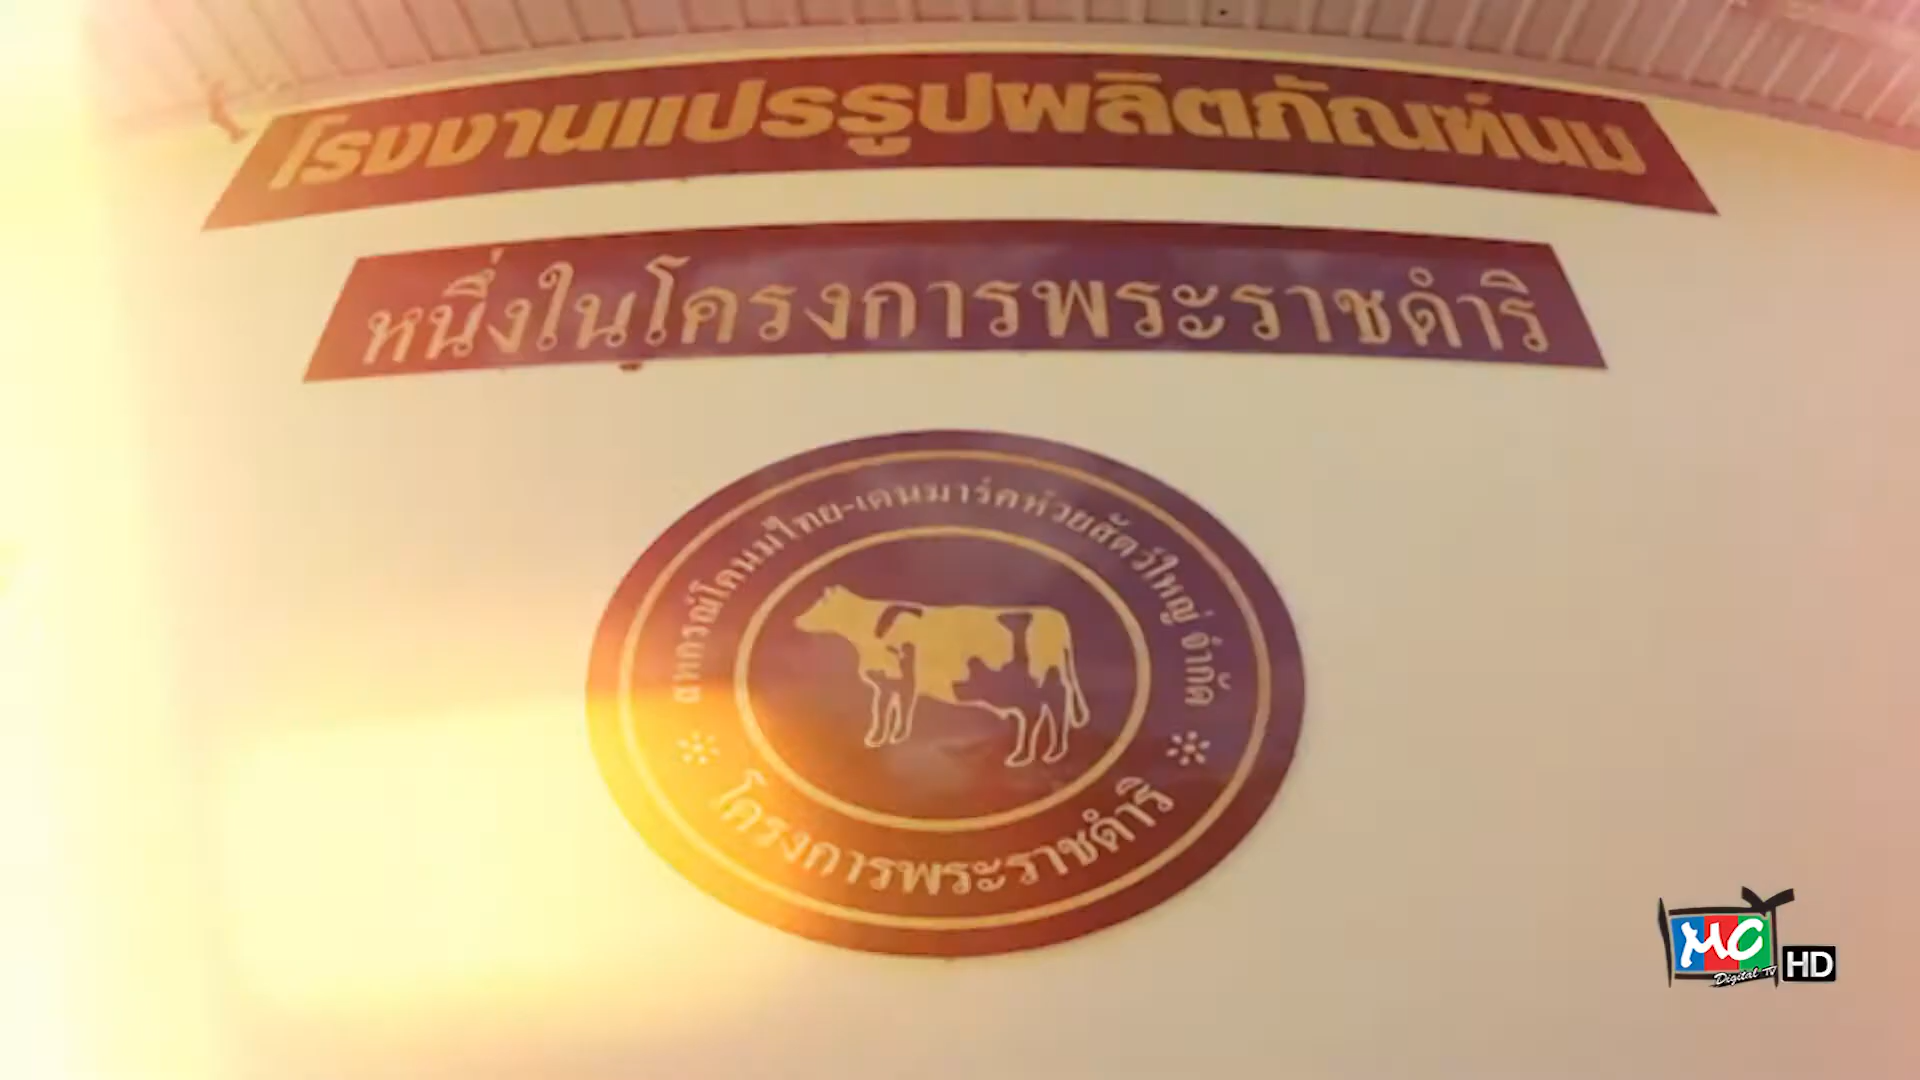 โรงงานแปรรูปผลิตภัณฑ์นม
หนึ่งในโครงการพระราชดำริ
สหกรณ์โคนมไทย-เดนมาร์คห้วยสัตว์ใหญ่ จำกัด
โครงการพระราชดำริ
MC
Digital TV
HD